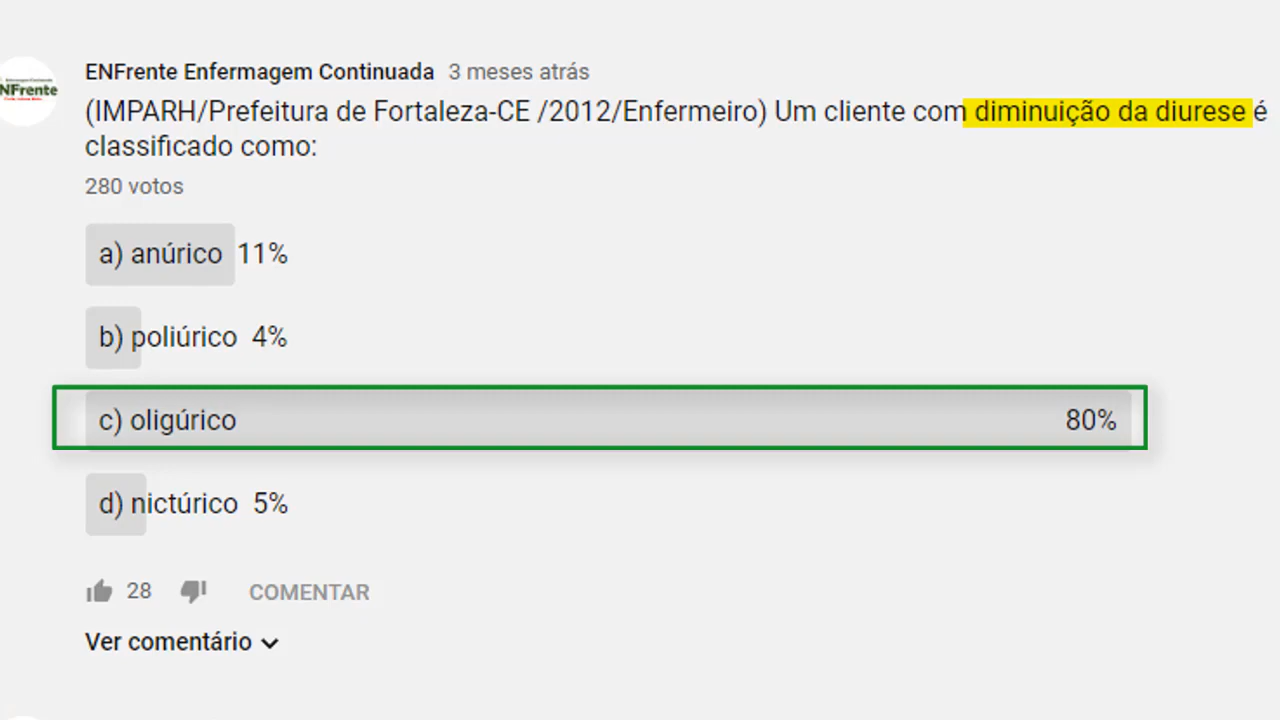 NFrente
ENFrente Enfermagem Continuada 3 meses atrás
(IMPARH/Prefeitura de Fortaleza-CE /2012/Enfermeiro) Um cliente com diminuição da diurese é
classificado como:
280 votos
a) anúrico 11%
b) poliúrico 4%
c) oligúrico 80%
d) nictúrico 5%
28 COMENTAR
Ver comentário